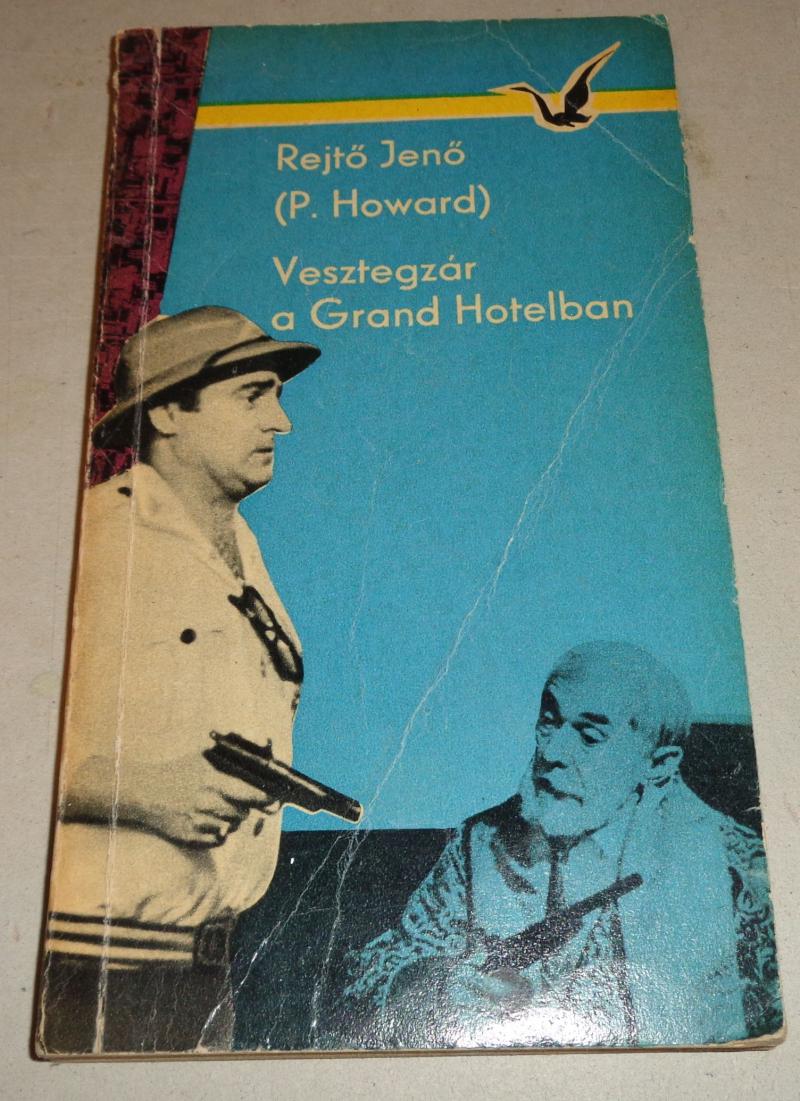 Rejtő Jenő
(P. Howard)
Vesztegzár
a Grand Hotelban